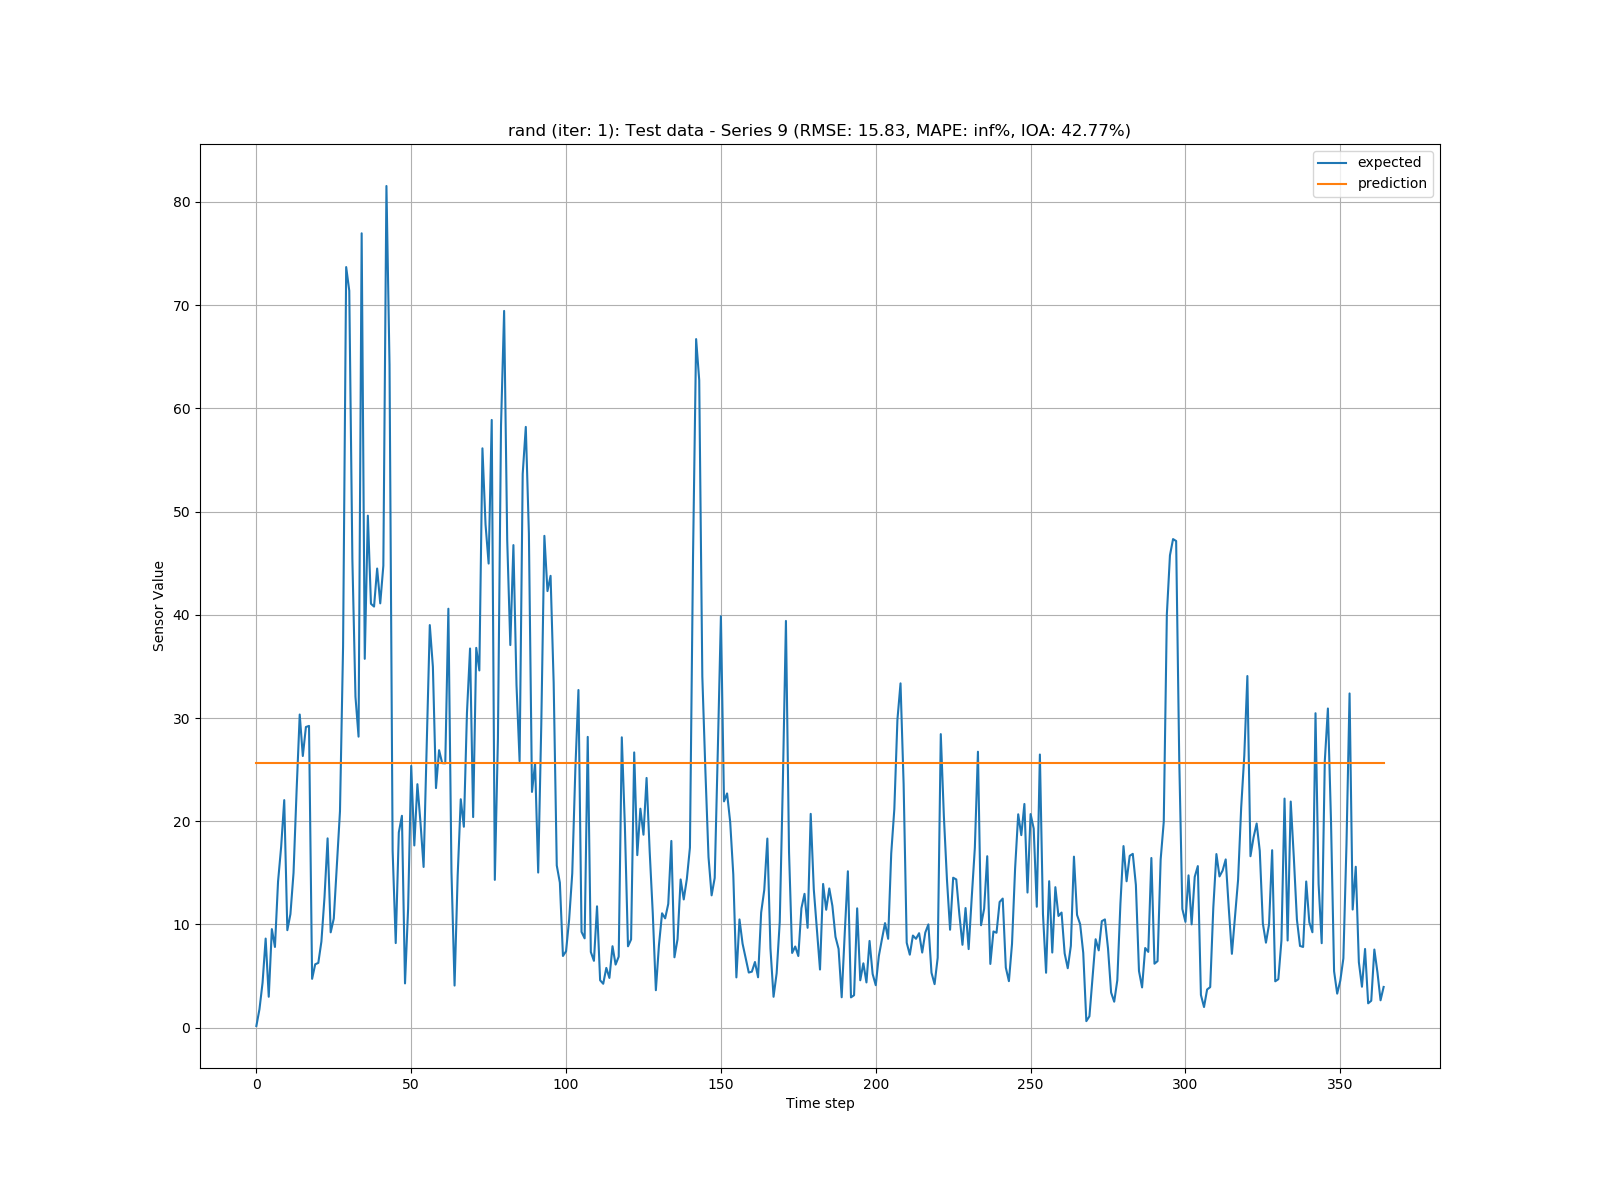 rand (iter: 1): Test data - Series 9 (RMSE: 15.83, MAPE: inf%, IOA: 42.77%)
expected
prediction
80
70
60
50
40
30
20
10
0
Sensor Value
0 50 100 150 200 250 300 350
Time step